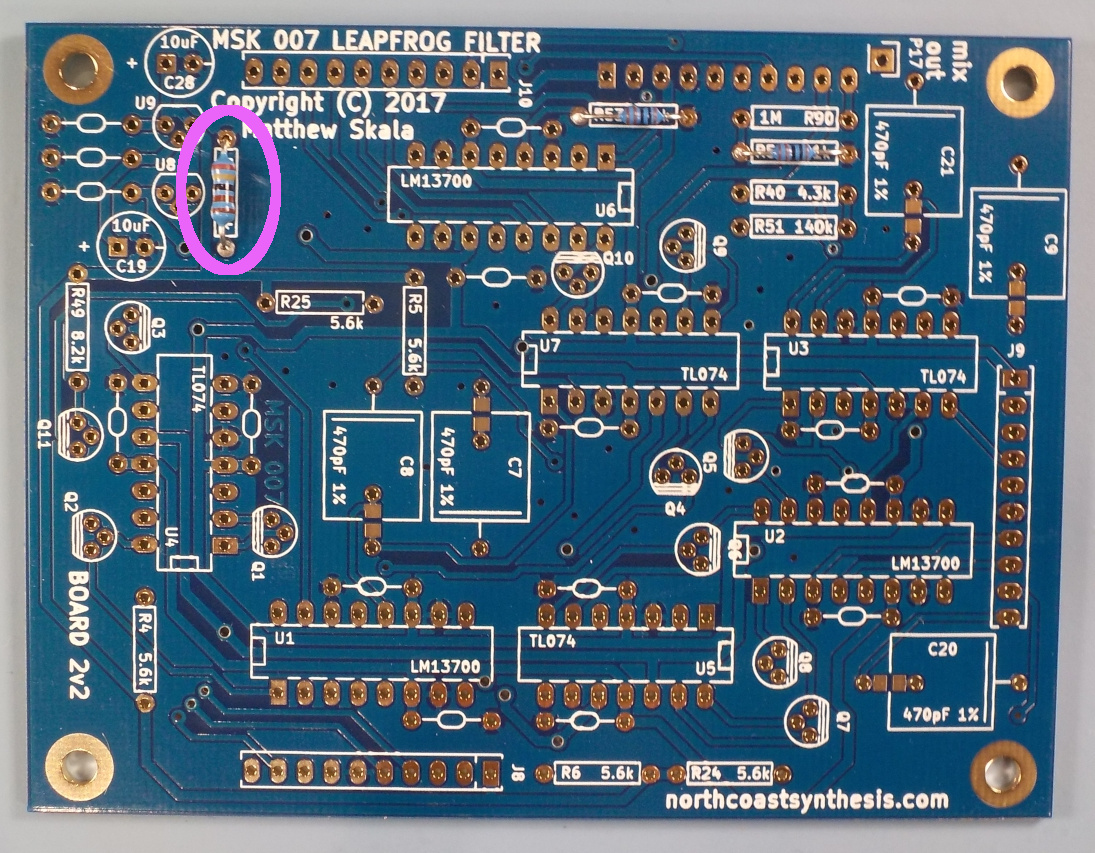 10uF
C28
MSK 007 LEAPFROG FILTER
J10
mix
out
P17
U9
Copyright (C) 2017
Matthew Skala
U8
10uF
C19
LM13700
U6
1M R90
R40 4.3k
R51 140k
470pF 1%
C21
470pF 1%
C9
Q9
Q10
R49 8.2k
Q3
R25
5.6k
R5
5.6k
U7
TL074
U3
TL074
J9
TL074
U4
MSK 007
Q11
Q2
Q1
470pF 1%
C8
470pF 1%
C7
Q5
Q4
Q6
U2
LM13700
BOARD 2v2
R4 5.6k
U1
LM13700
TL074
U5
Q8
Q7
C20
470pF 1%
J8
R6 5.6k
R24 5.6k
northcoastsynthesis.com